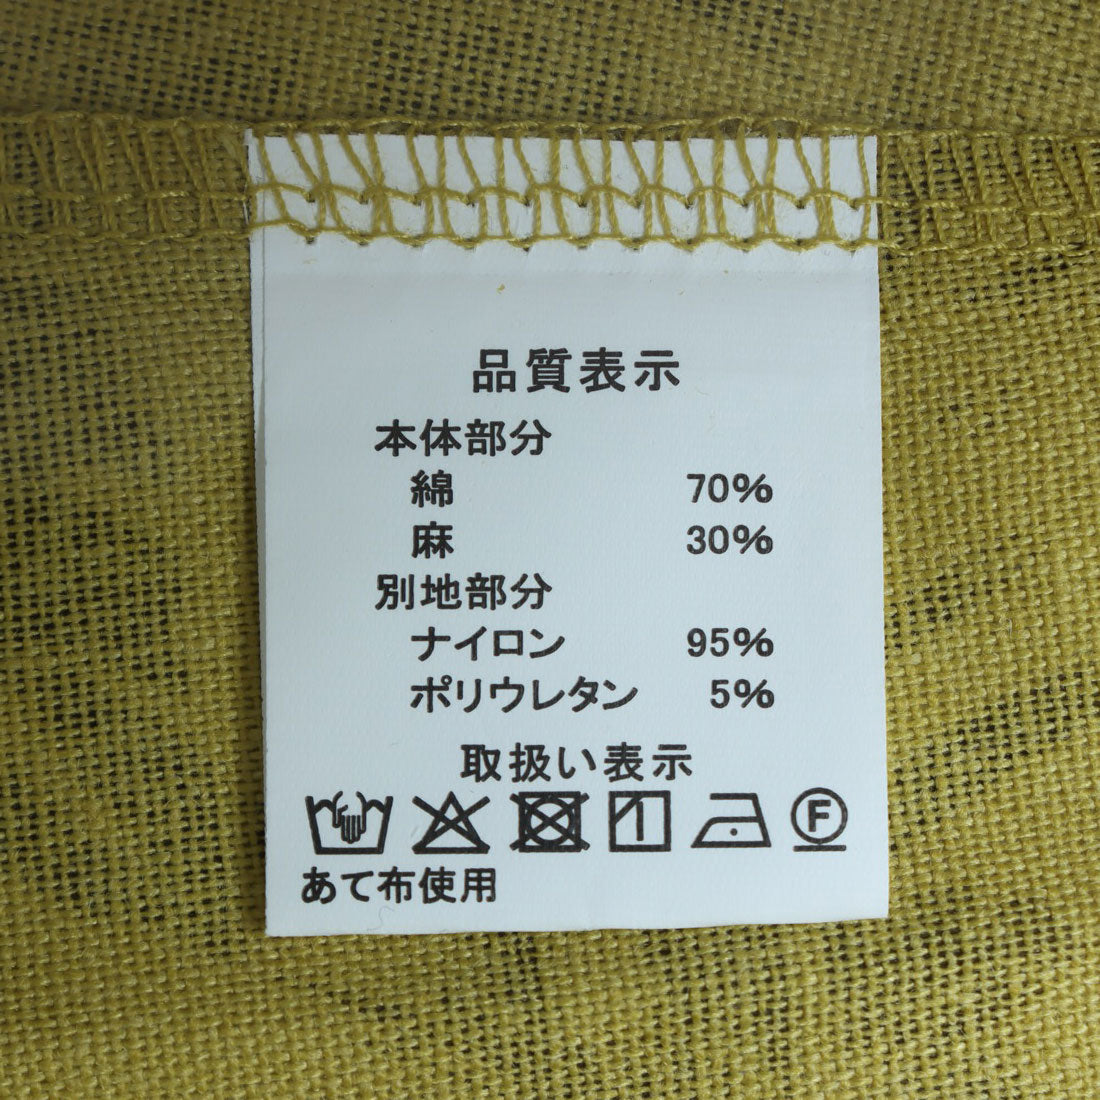 品質表示
本体部分
綿 70%
麻 30%
別地部分
ナイロン 95%
ポリウレタン 5%
取扱い表示
F
あて布使用